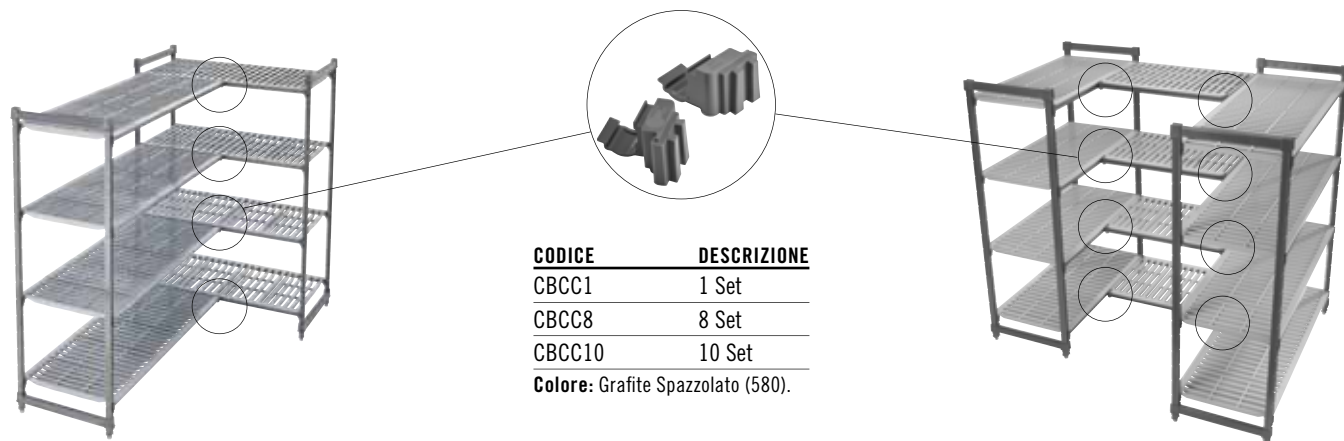 CODICE DESCRIZIONE
CBCC1 1 Set
CBCC8 8 Set
CBCC10 10 Set
Colore: Grafite Spazzolato (580).